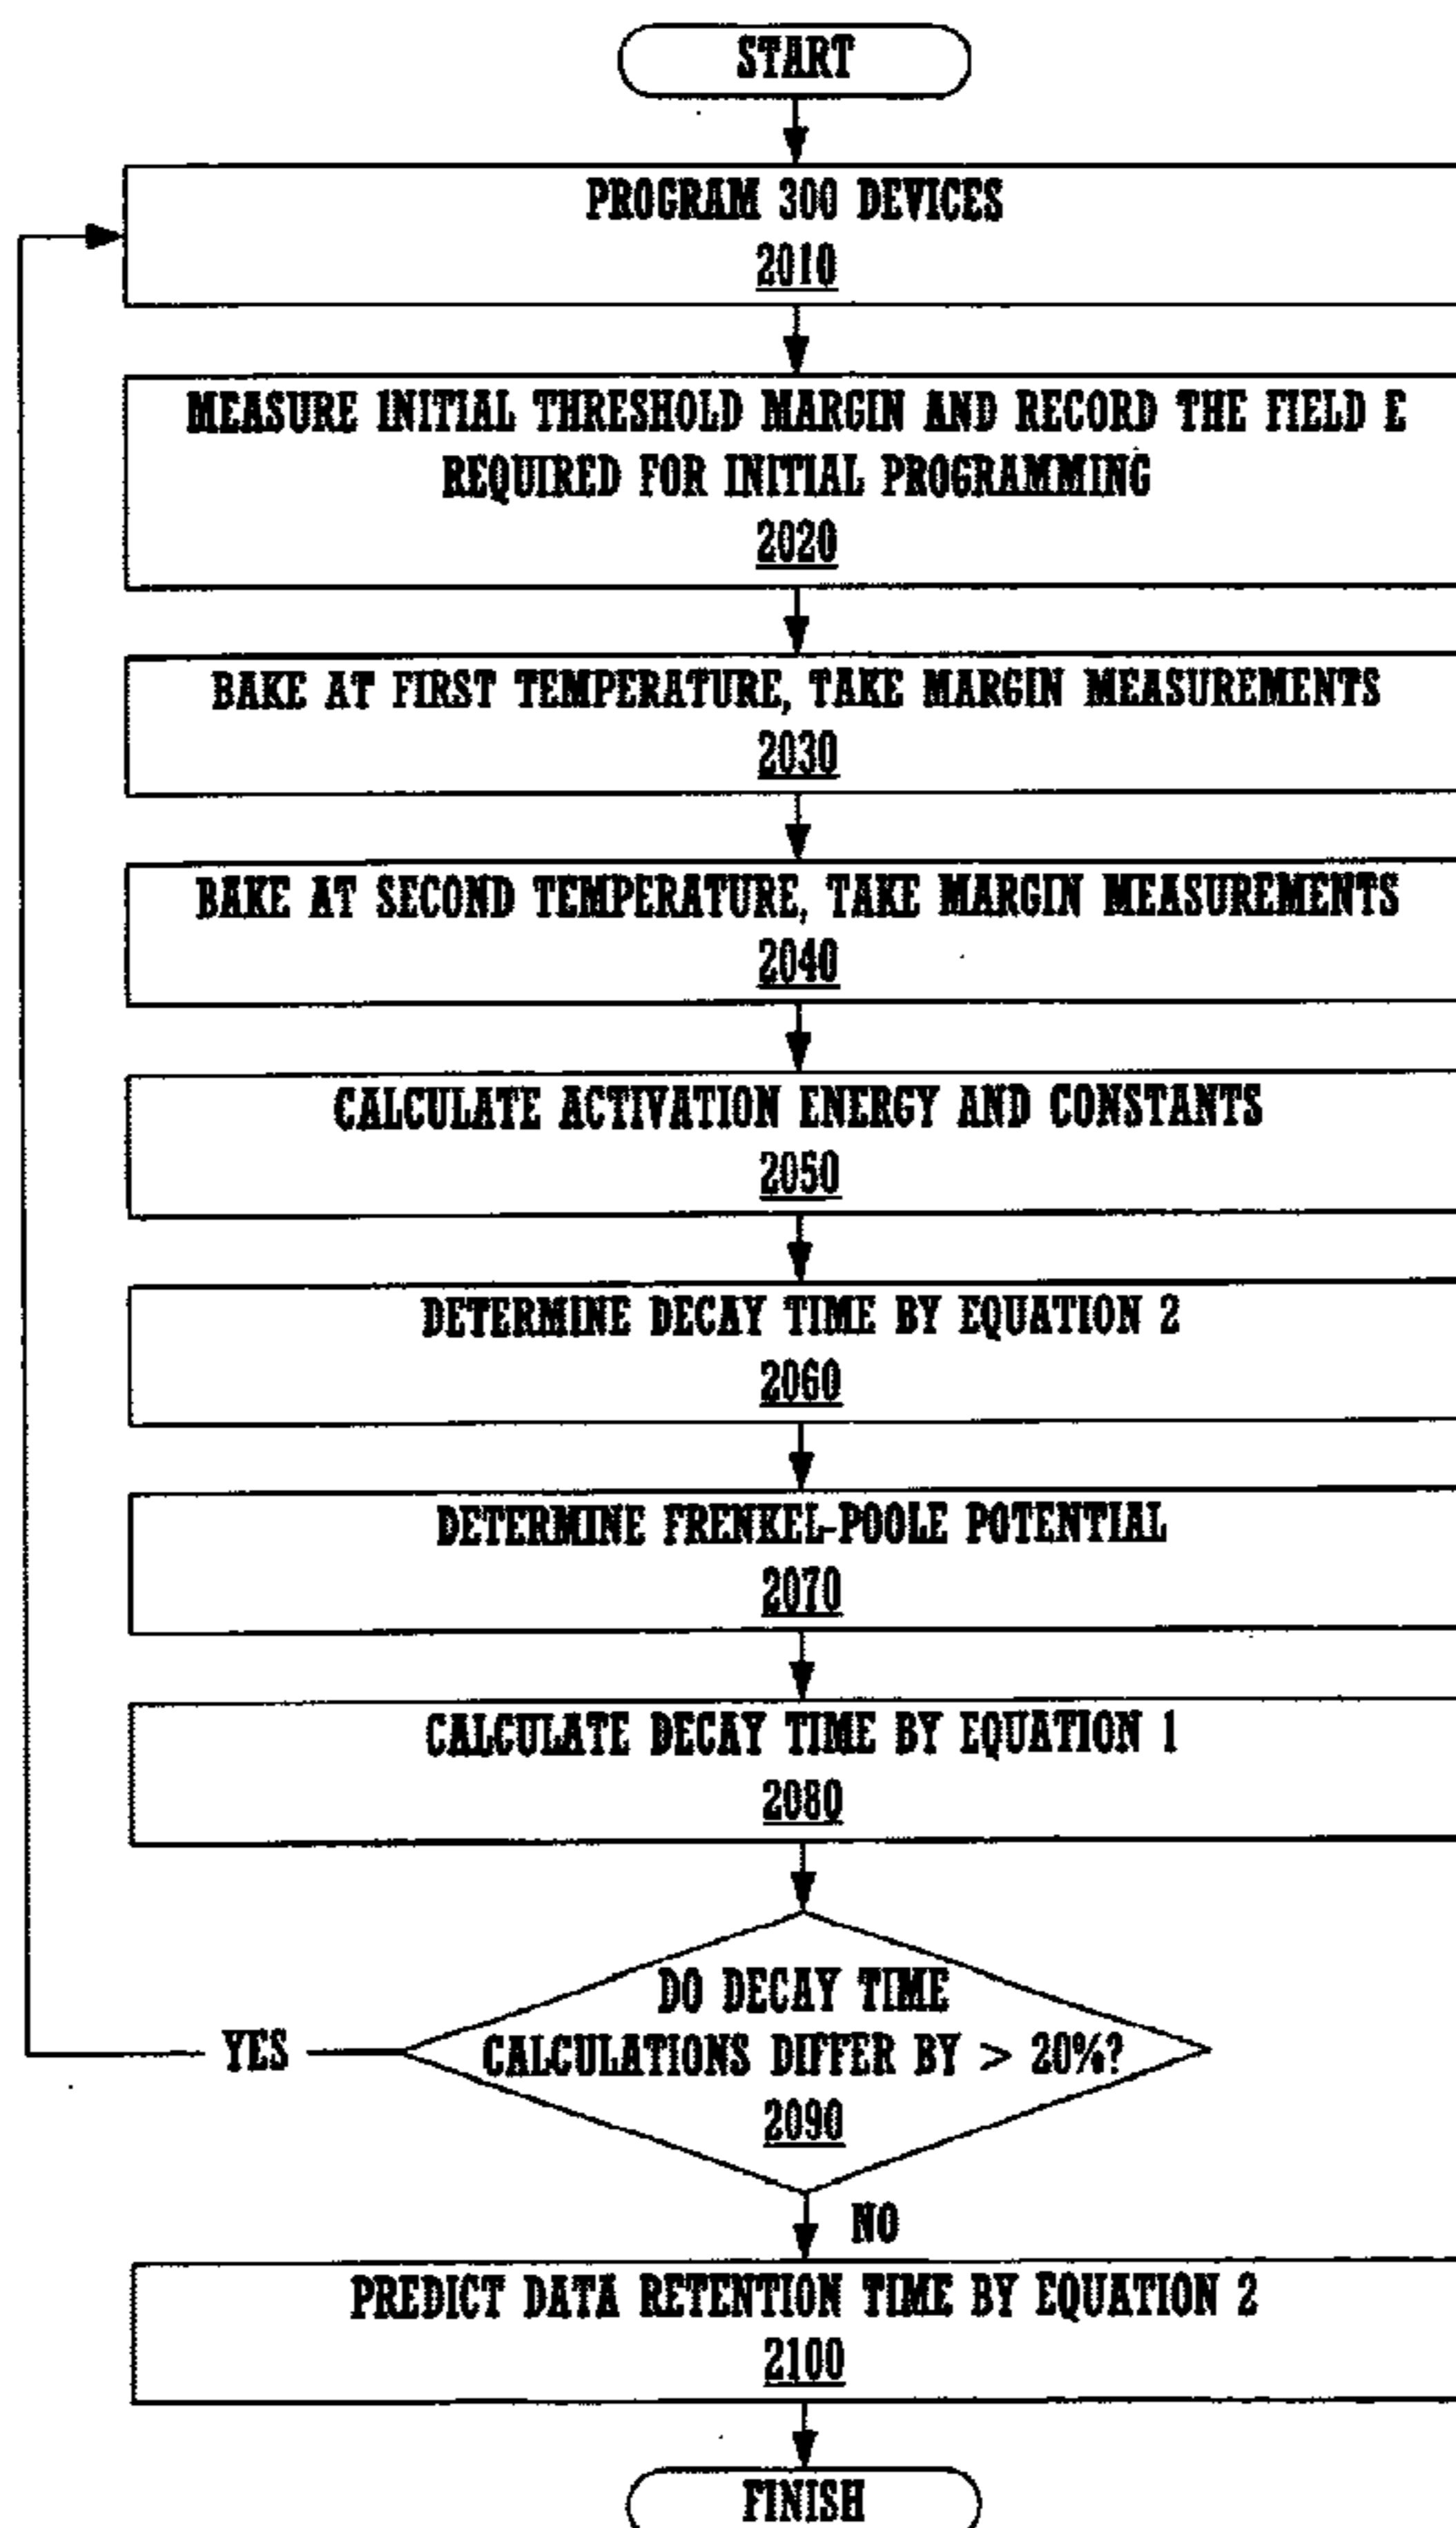 START
PROGRAM 300 DEVICES
2010
MEASURE INITIAL THRESHOLD MARGIN AND RECORD THE FIELD E
REQUIRED FOR INITIAL PROGRAMMING
2020
BAKE AT FIRST TEMPERATURE, TAKE MARGIN MEASUREMENTS
2030
BAKE AT SECOND TEMPERATURE, TAKE MARGIN MEASUREMENTS
2040
CALCULATE ACTIVATION ENERGY AND CONSTANTS
2050
DETERMINE DECAY TIME BY EQUATION 2
2060
DETERMINE FRENKEL-POOLE POTENTIAL
2070
CALCULATE DECAY TIME BY EQUATION 1
2080
DO DECAY TIME
CALCULATIONS DIFFER BY > 20%?
2090
YES
NO
PREDICT DATA RETENTION TIME BY EQUATION 2
2100
FINISH